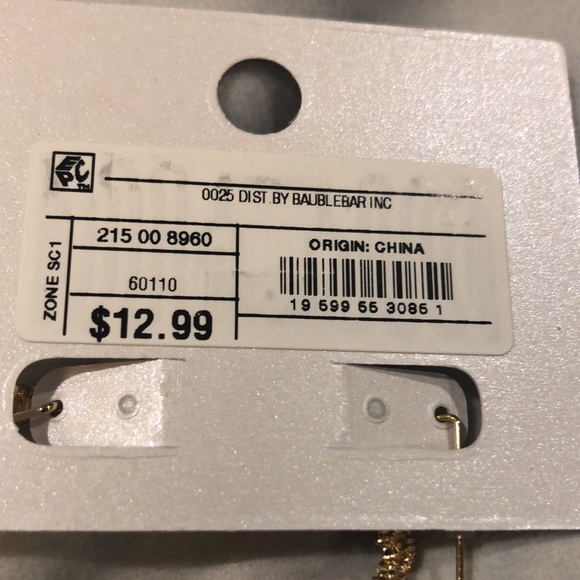 EPC™
0025 DIST.BY BAUBLEBAR INC
ZONE SC1
215 00 8960
60110
$12.99
ORIGIN: CHINA
19 599 55 3085 1